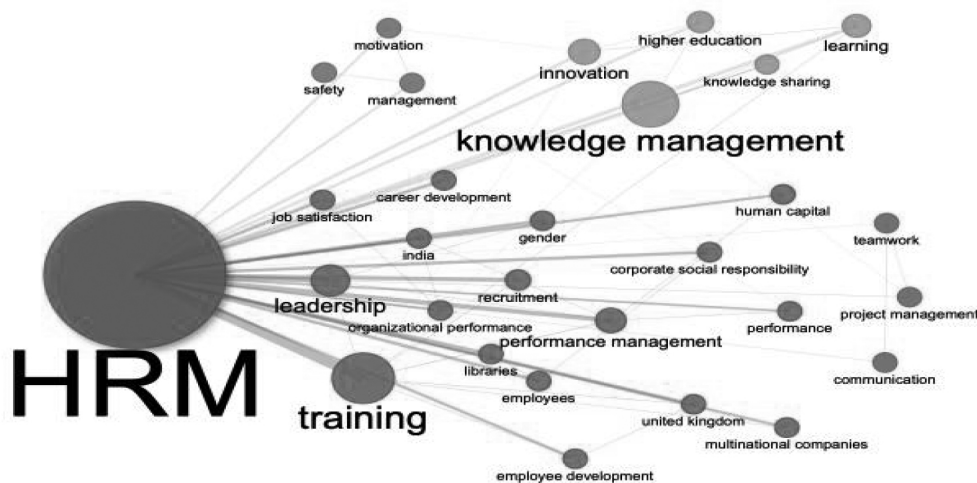 motivation
higher education
learning
innovation
knowledge sharing
safety
management
knowledge management
career development
job satisfaction
human capital
gender
teamwork
india
corporate social responsibility
recruitment
leadership
project management
organizational performance
performance
performance management
HRM
libraries
communication
employees
training
united kingdom
multinational companies
employee development